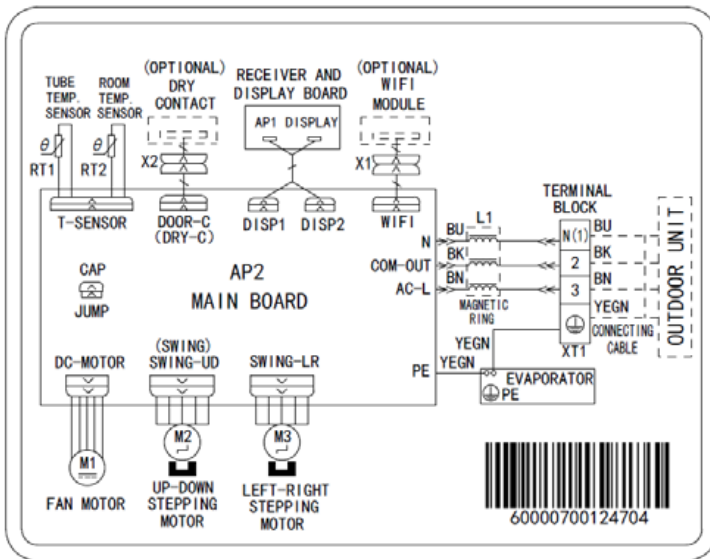 TUBE TEMP. SENSOR
ROOM TEMP. SENSOR
(OPTIONAL) DRY CONTACT
RECEIVER AND DISPLAY BOARD
(OPTIONAL) WIFI MODULE
AP1 DISPLAY
θ
RT1
θ
RT2
X2
X1
T-SENSOR
DOOR-C (DRY-C)
DISP1
DISP2
WIFI
TERMINAL BLOCK
N
BU
L1
N(1)
BU
COM-OUT
BK
2
BK
AC-L
BN
3
BN
MAGNETIC RING
YEGN
CONNECTING CABLE
XT1
OUTDOOR UNIT
CAP
JUMP
AP2
MAIN BOARD
DC-MOTOR
(SWING) SWING-UD
SWING-LR
PE
YEGN
YEGN
EVAPORATOR
PE
M1
M2
M3
FAN MOTOR
UP-DOWN STEPPING MOTOR
LEFT-RIGHT STEPPING MOTOR
60000700124704